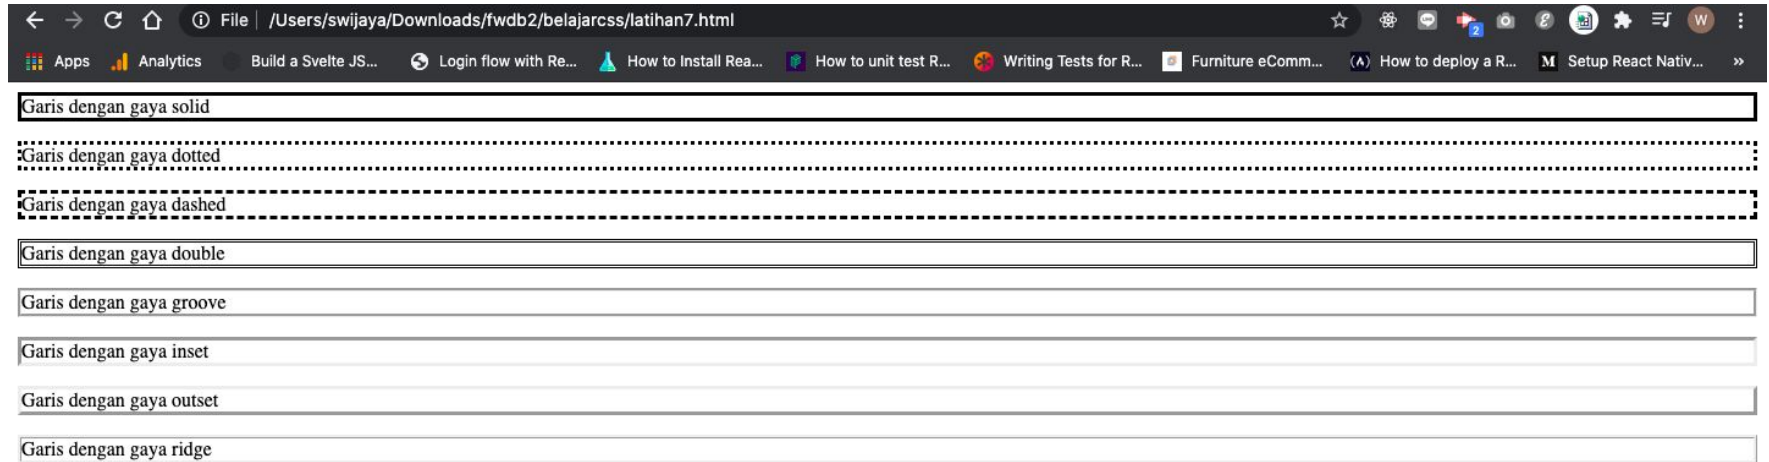 File | /Users/swijaya/Downloads/fwdb2/belajarcss/latihan7.html 2 W
Apps Analytics Build a Svelte JS... Login flow with Re... How to Install Rea... How to unit test R... Writing Tests for R... Furniture eComm... How to deploy a R... M Setup React Nativ... »
Garis dengan gaya solid
Garis dengan gaya dotted
Garis dengan gaya dashed
Garis dengan gaya double
Garis dengan gaya groove
Garis dengan gaya inset
Garis dengan gaya outset
Garis dengan gaya ridge